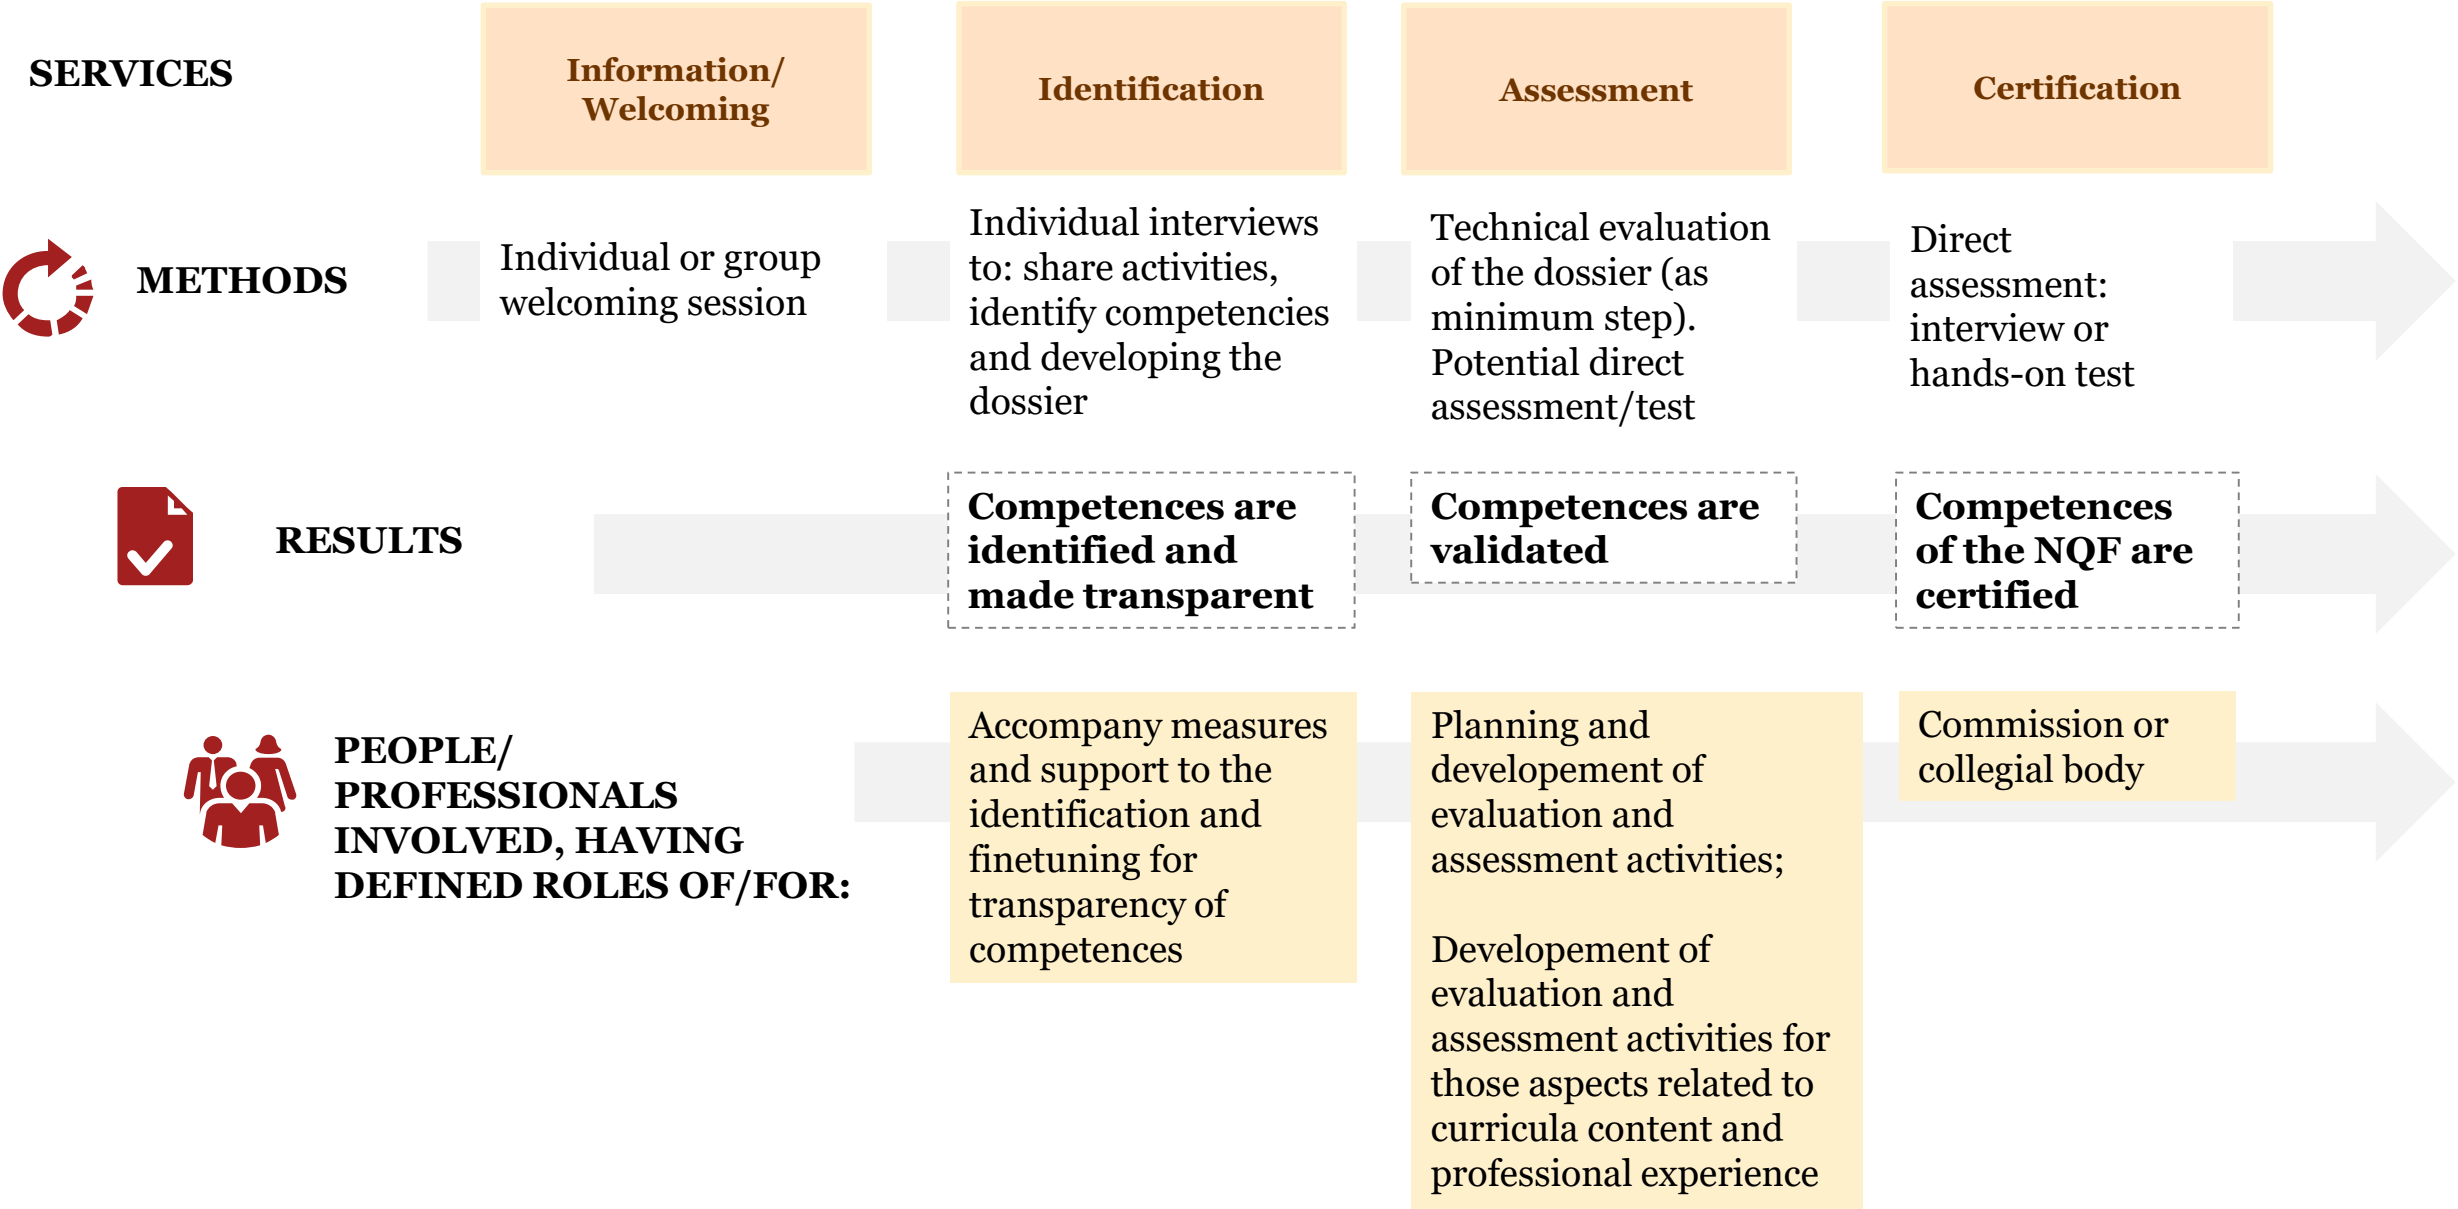 SERVICES
Information/
Welcoming
Identification
Assessment
Certification
METHODS
Individual or group
welcoming session
Individual interviews
to: share activities,
identify competencies
and developing the
dossier
Technical evaluation
of the dossier (as
minimum step).
Potential direct
assessment/test
Direct
assessment:
interview or
hands-on test
RESULTS
Competences are
identified and
made transparent
Competences are
validated
Competences
of the NQF are
certified
PEOPLE/
PROFESSIONALS
INVOLVED, HAVING
DEFINED ROLES OF/FOR:
Accompany measures
and support to the
identification and
finetuning for
transparency of
competences
Planning and
developement of
evaluation and
assessment activities;
Developement of
evaluation and
assessment activities for
those aspects related to
curricula content and
professional experience
Commission or
collegial body